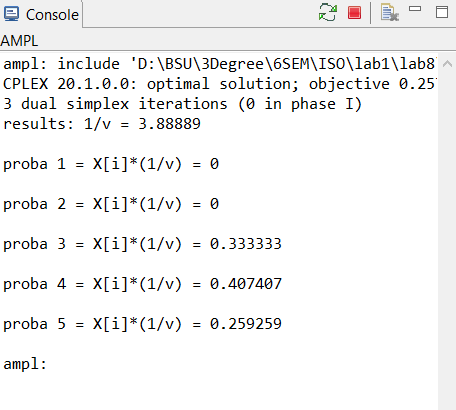 Console
AMPL
ampl: include 'D:\BSU\3Degree\6SEM\ISO\lab1\lab8
CPLEX 20.1.0.0: optimal solution; objective 0.25
3 dual simplex iterations (0 in phase I)
results: 1/v = 3.88889
proba 1 = X[i]*(1/v) = 0
proba 2 = X[i]*(1/v) = 0
proba 3 = X[i]*(1/v) = 0.333333
proba 4 = X[i]*(1/v) = 0.407407
proba 5 = X[i]*(1/v) = 0.259259
ampl: